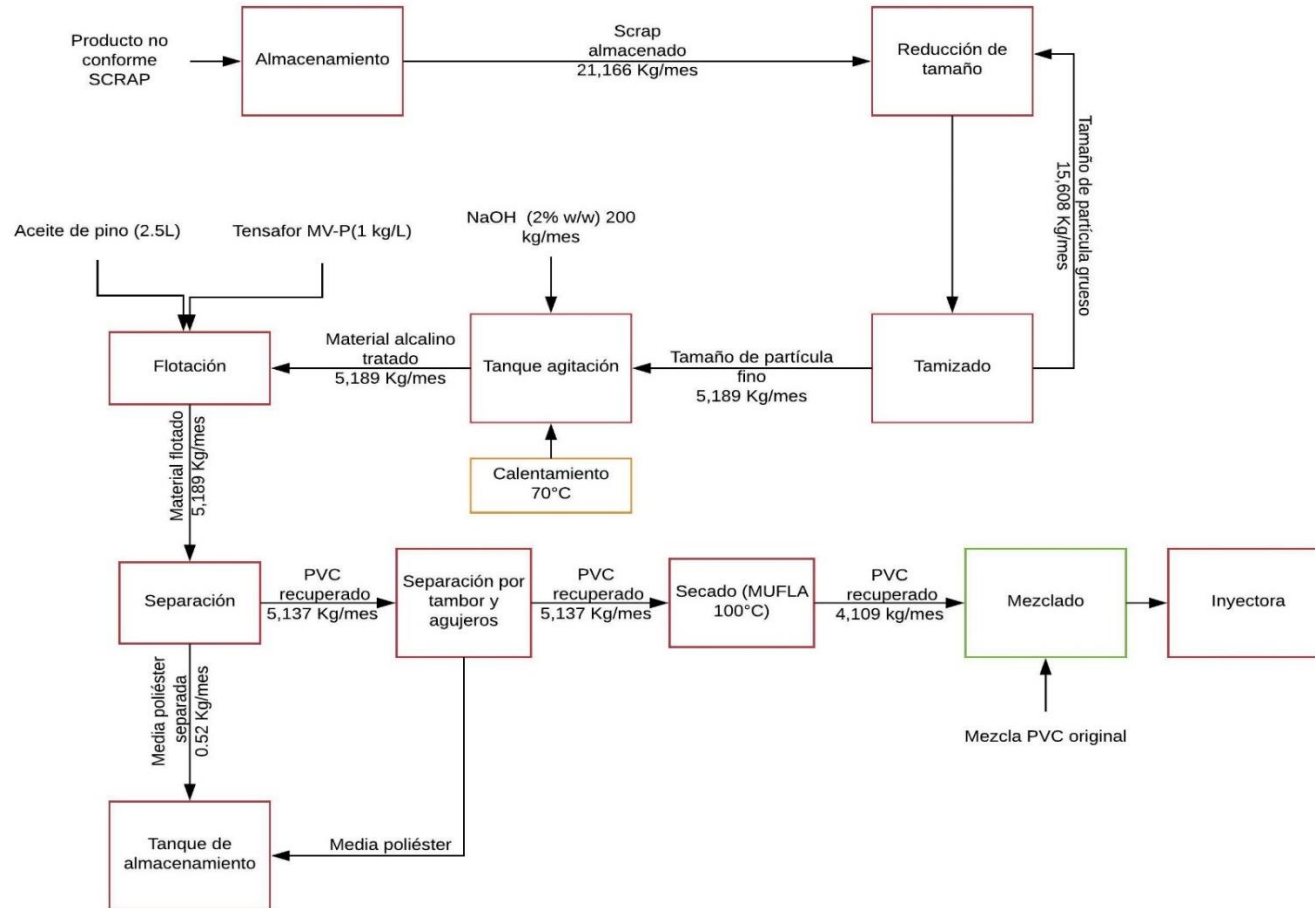 Producto no
conforme
SCRAP
Almacenamiento
Scrap
almacenado
21,166 Kg/mes
Reducción de
tamaño
Tamaño de partícula grueso
15,608 Kg/mes
Aceite de pino (2.5L)
Tensafor MV-P(1 kg/L)
NaOH (2% w/w) 200
kg/mes
Flotación
Material alcalino
tratado
5,189 Kg/mes
Tanque agitación
Tamaño de partícula
fino
5,189 Kg/mes
Tamizado
Calentamiento
70°C
Material flotado
5,189 Kg/mes
Separación
PVC
recuperado
5,137 Kg/mes
Separación por
tambor y
agujeros
PVC
recuperado
5,137 Kg/mes
Secado (MUFLA
100°C)
PVC
recuperado
4,109 kg/mes
Mezclado
Inyectora
Media poliéster
separada
0.52 Kg/mes
Mezcla PVC original
Tanque de
almacenamiento
Media poliéster